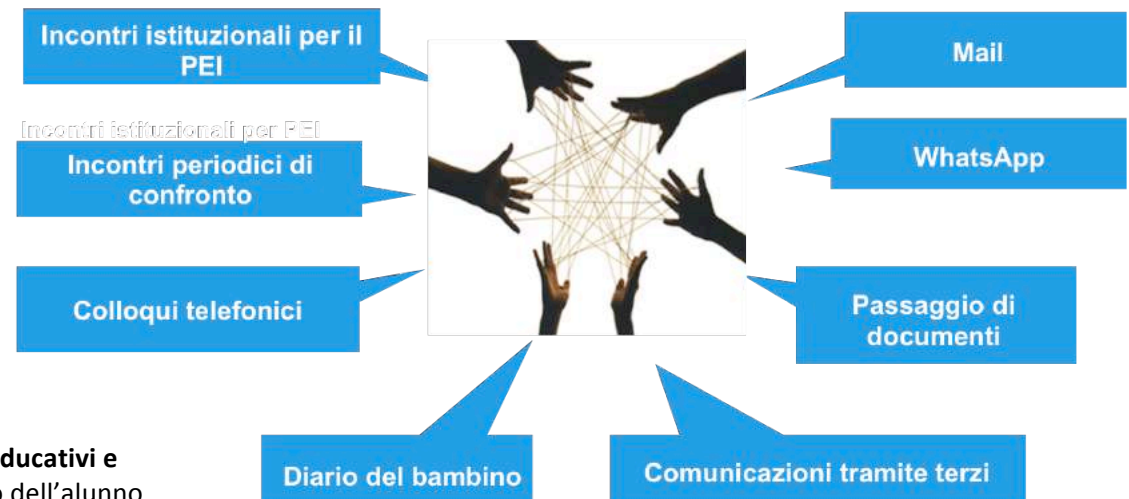 Incontri istituzionali per il
PEI
Incontri istituzionali per PEI
Incontri periodici di
confronto
Colloqui telefonici
Mail
WhatsApp
Passaggio di
documenti
Diario del bambino
Comunicazioni tramite terzi
ducativi e
o dell’alunno